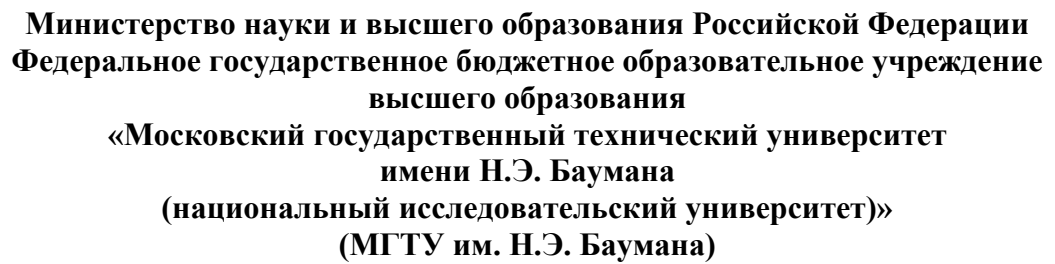 Министерство науки и высшего образования Российской Федерации
Федеральное государственное бюджетное образовательное учреждение
высшего образования
«Московский государственный технический университет
имени Н.Э. Баумана
(национальный исследовательский университет)»
(МГТУ им. Н.Э. Баумана)